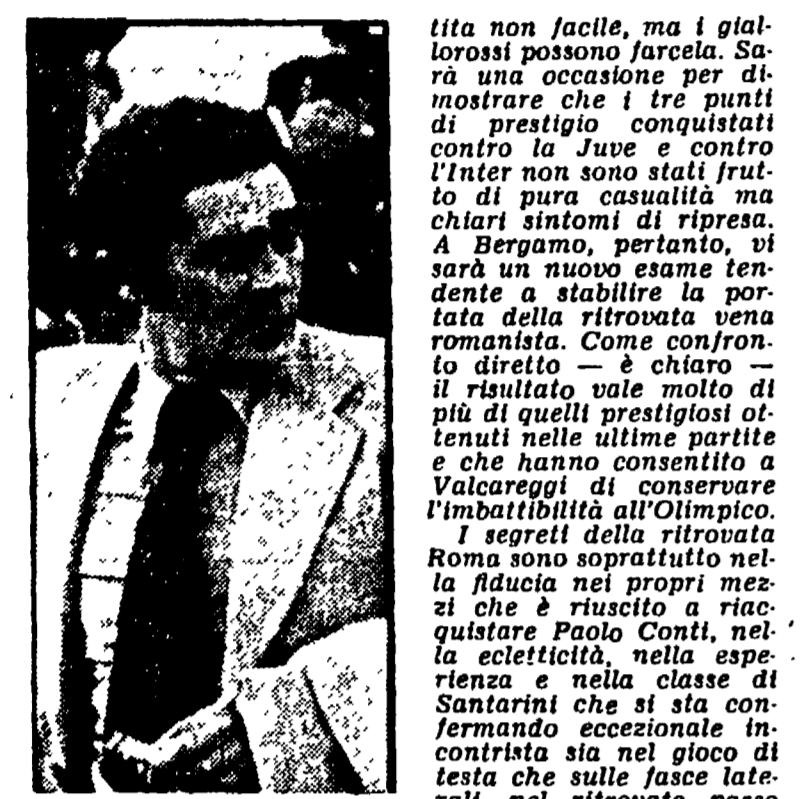 tita non facile, ma i gial-
lorossi possono farcela. Sa-
rà una occasione per di-
mostrare che i tre punti
di prestigio conquistati
contro la Juve e contro
l'Inter non sono stati frut-
to di pura casualità ma
chiari sintomi di ripresa.
A Bergamo, pertanto, vi
sarà un nuovo esame ten-
dente a stabilire la por-
tata della ritrovata vena
romanista. Come confron-
to diretto — è chiaro —
il risultato vale molto di
più di quelli prestigiosi ot-
tenuti nelle ultime partite
e che hanno consentito a
Valcareggi di conservare
l'imbattibilità all'Olimpico.
I segreti della ritrovata
Roma sono soprattutto nel-
la fiducia nei propri mez-
zi che è riuscito a riac-
quistare Paolo Conti, nel-
la ecletticità, nella espe-
rienza e nella classe di
Santarini che si sta con-
fermando eccezionale in-
contrista sia nel gioco di
testa che sulle fasce late-
rali, nel ritrovato passo